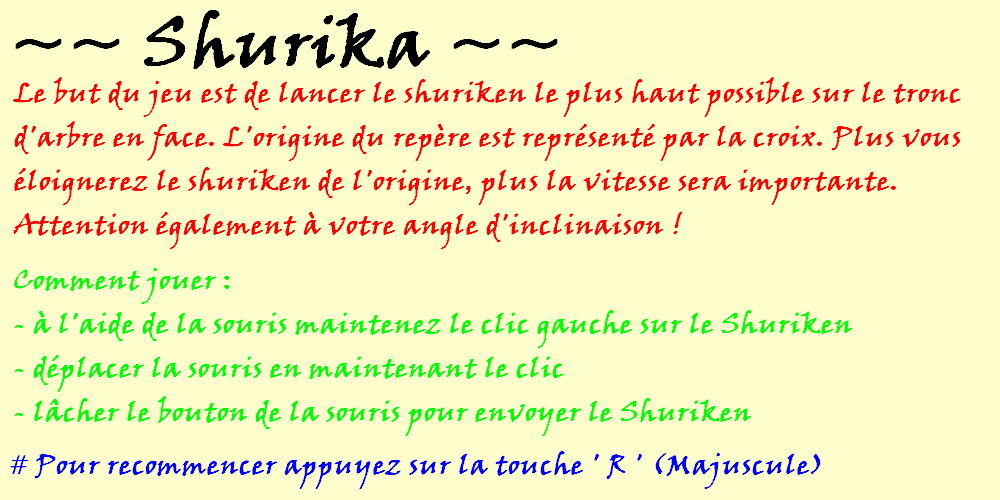 ~~ Shurika ~~
Le but du jeu est de lancer le shuriken le plus haut possible sur le tronc
d'arbre en face. L'origine du repère est représenté par la croix. Plus vous
éloignerez le shuriken de l'origine, plus la vitesse sera importante.
Attention également à votre angle d'inclinaison !
Comment jouer :
- à l'aide de la souris maintenez le clic gauche sur le Shuriken
- déplacer la souris en maintenant le clic
- lâcher le bouton de la souris pour envoyer le Shuriken
# Pour recommencer appuyez sur la touche ' R ' (Majuscule)